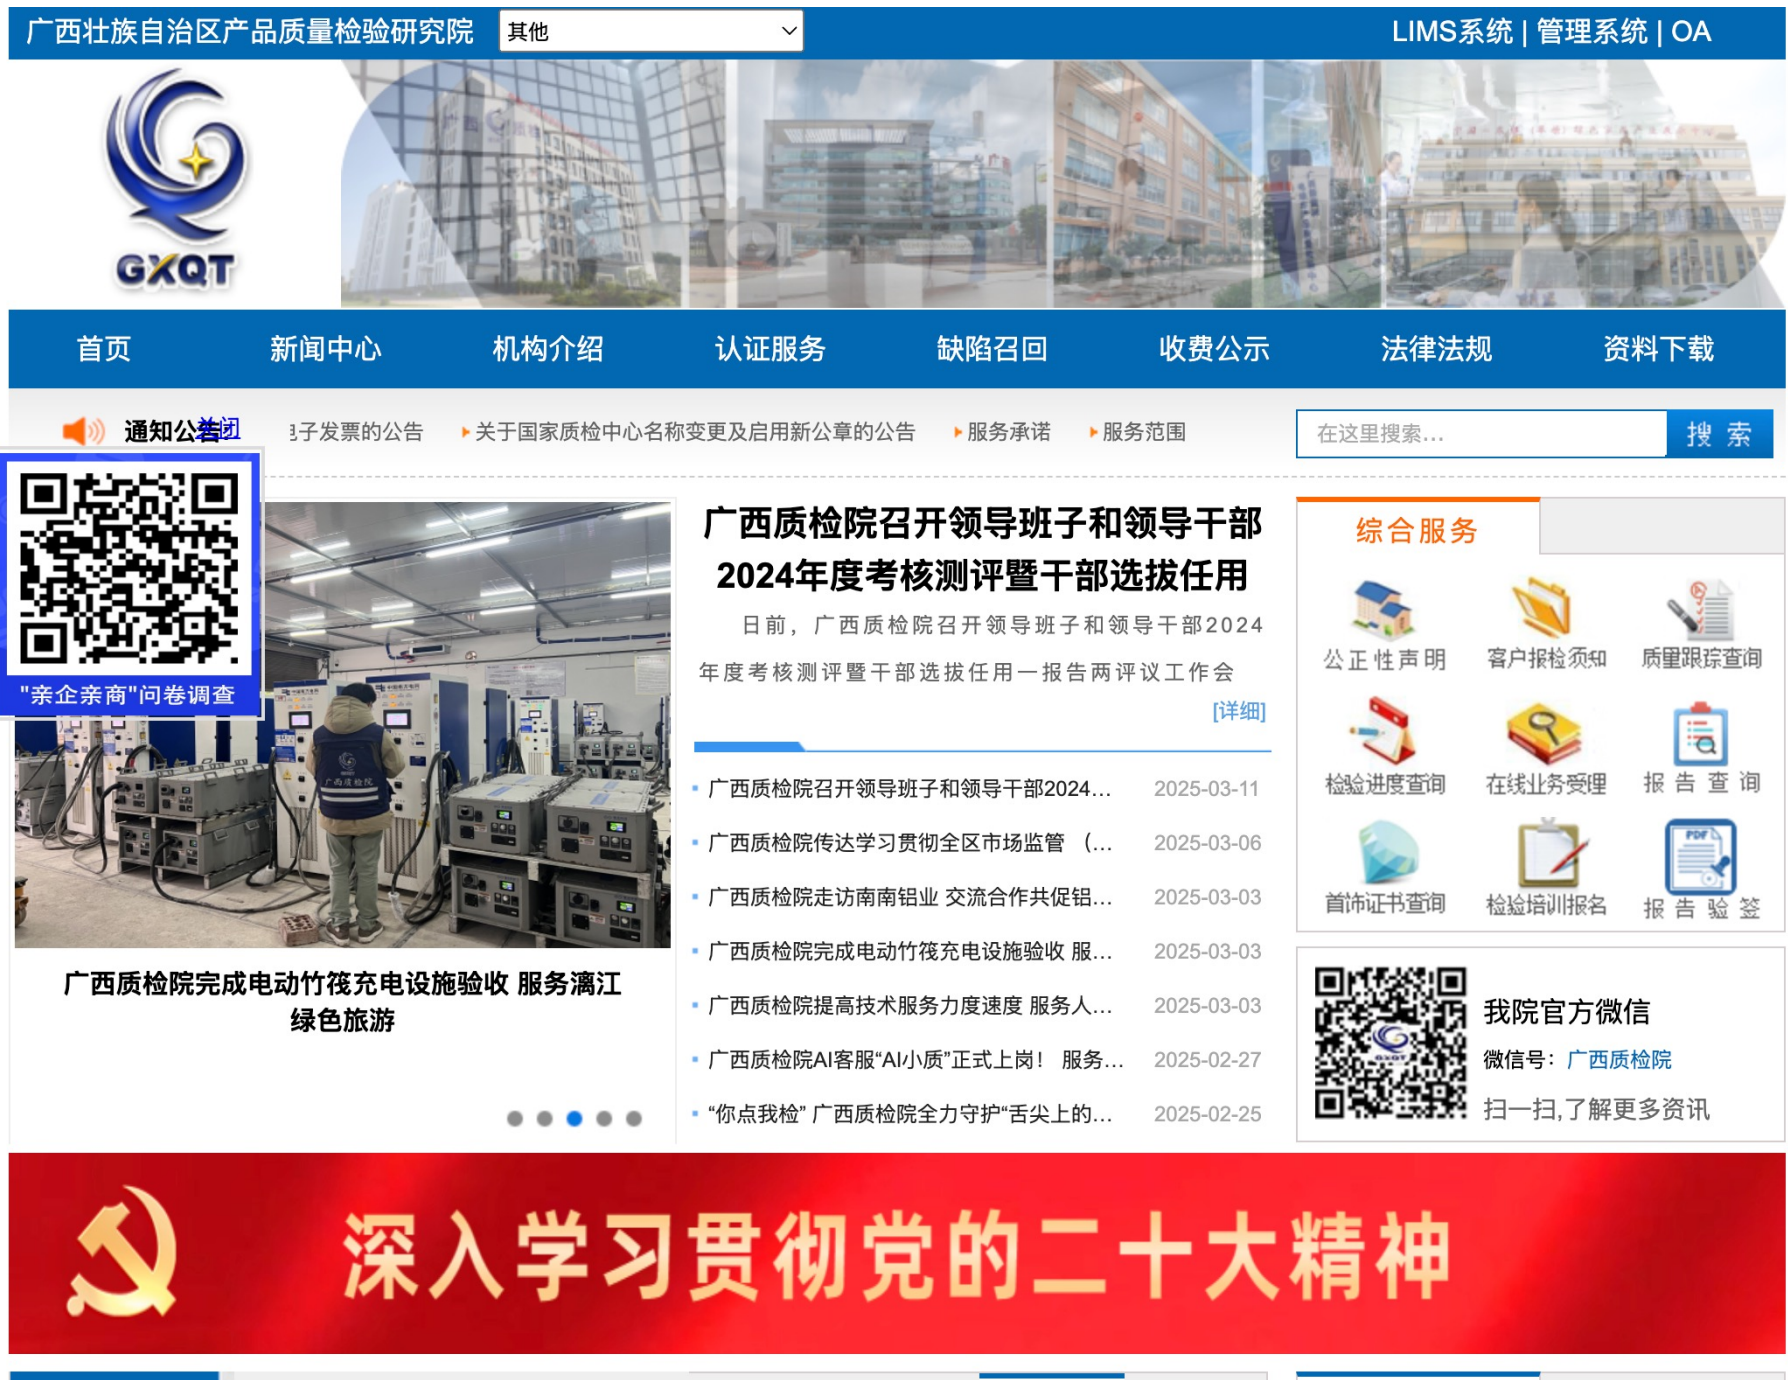 广西壮族自治区产品质量检验研究院
其他
LIMS系统 | 管理系统 | OA
GXQT
首页
新闻中心
机构介绍
认证服务
缺陷召回
收费公示
法律法规
资料下载
通知公告
关闭
子发票的公告
关于国家质检中心名称变更及启用新公章的公告
服务承诺
服务范围
在这里搜索...
搜 索
"亲企亲商"问卷调查
广西质检院
广西质检院完成电动竹筏充电设施验收 服务漓江
绿色旅游
广西质检院召开领导班子和领导干部
2024年度考核测评暨干部选拔任用
日前，广西质检院召开领导班子和领导干部2024
年度考核测评暨干部选拔任用一报告两评议工作会
[详细]
广西质检院召开领导班子和领导干部2024… 2025-03-11
广西质检院传达学习贯彻全区市场监管 （… 2025-03-06
广西质检院走访南南铝业 交流合作共促铝… 2025-03-03
广西质检院完成电动竹筏充电设施验收 服… 2025-03-03
广西质检院提高技术服务力度速度 服务人… 2025-03-03
广西质检院AI客服“AI小质”正式上岗！ 服务… 2025-02-27
“你点我检” 广西质检院全力守护“舌尖上的… 2025-02-25
综合服务
公正性声明
客户报检须知
质量跟踪查询
检验进度查询
在线业务受理
报告查询
首饰证书查询
检验培训报名
PDF
报告验签
我院官方微信
微信号：广西质检院
扫一扫,了解更多资讯
深入学习贯彻党的二十大精神